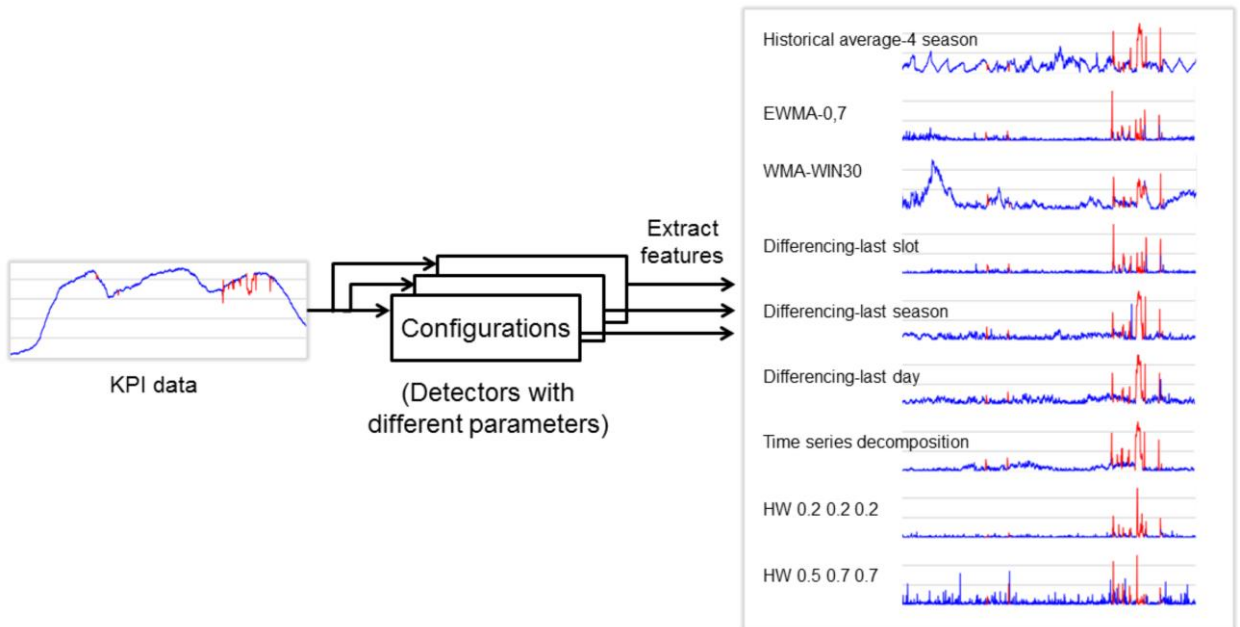 KPI data
Configurations
(Detectors with
different parameters)
Extract
features
Historical average-4 season
EWMA-0,7
WMA-WIN30
Differencing-last slot
Differencing-last season
Differencing-last day
Time series decomposition
HW 0.2 0.2 0.2
HW 0.5 0.7 0.7